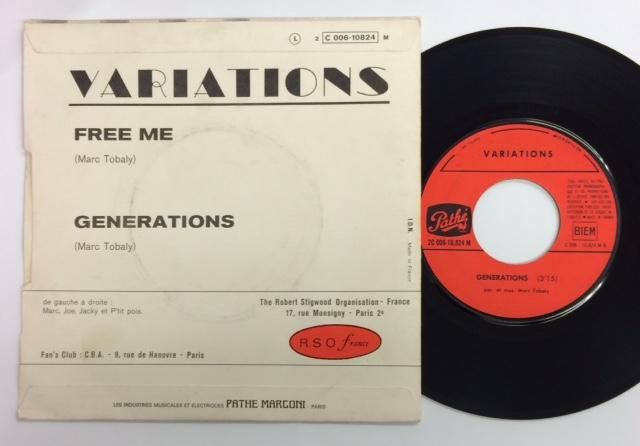 L 2 C 006-10824 M
VARIATIONS
FREE ME
(Marc Tobaly)
GENERATIONS
(Marc Tobaly)
I.D.N. Made in France
de gauche à droite :
Marc, Joe, Jacky et P'tit pois.
The Robert Stigwood Organisation - France
17, rue Monsigny - Paris 2e
RSO france
Fan's Club : C.B.A. - 9, rue de Hanovre - Paris
LES INDUSTRIES MUSICALES ET ELECTRIQUES PATHE MARCONI - PARIS
VARIATIONS
Pathé
2C 006-10.824 M
BIEM
GENERATIONS (3'15)
par. et mus. Marc Tobaly